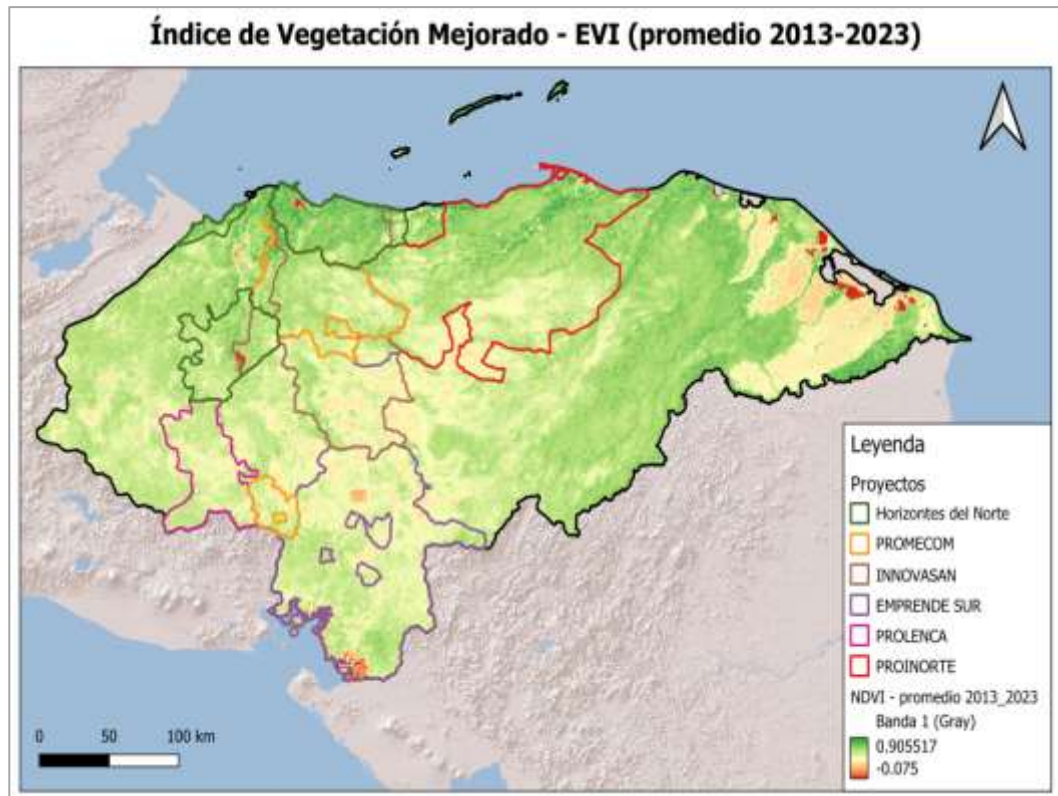 Índice de Vegetación Mejorado - EVI (promedio 2013-2023)
Leyenda
Proyectos
Horizontes del Norte
PROMECOM
INNOVASAN
EMPRENDE SUR
PROLENCA
PROINORTE
NDVI - promedio 2013_2023
Banda 1 (Gray)
0.905517
-0.075
0 50 100 km